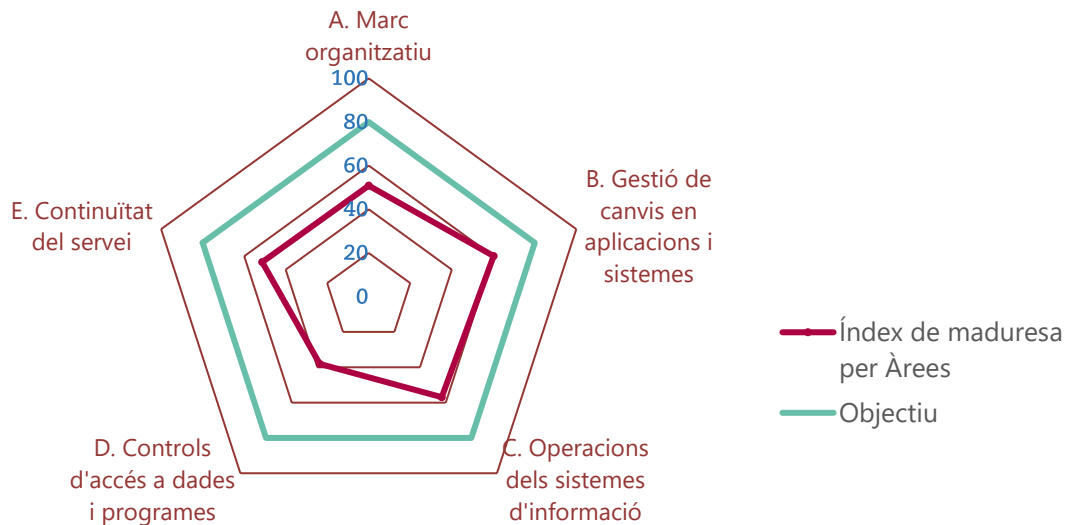 A. Marc
organitzatiu
100
80
60
40
20
0
B. Gestió de
canvis en
aplicacions i
sistemes
C. Operacions
dels sistemes
d'informació
D. Controls
d'accés a dades
i programes
E. Continuïtat
del servei
Índex de maduresa
per Àrees
Objectiu